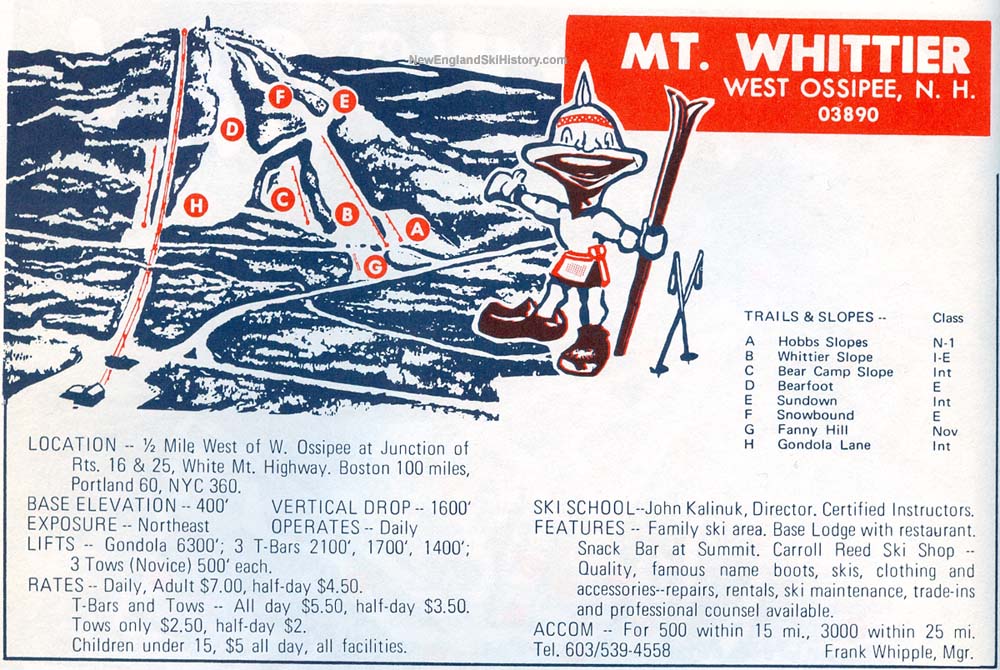 NewEnglandSkiHistory.com
MT. WHITTIER
WEST OSSIPEE, N. H.
03890
F
E
D
C
H
B
A
G
TRAILS & SLOPES -- Class
A Hobbs Slopes N-1
B Whittier Slope I-E
C Bear Camp Slope Int
D Bearfoot E
E Sundown Int
F Snowbound E
G Fanny Hill Nov
H Gondola Lane Int
LOCATION -- ½ Mile West of W. Ossipee at Junction of
Rts. 16 & 25, White Mt. Highway. Boston 100 miles,
Portland 60, NYC 360.
BASE ELEVATION -- 400' VERTICAL DROP -- 1600'
EXPOSURE -- Northeast OPERATES -- Daily
LIFTS -- Gondola 6300'; 3 T-Bars 2100', 1700', 1400';
3 Tows (Novice) 500' each.
RATES -- Daily, Adult $7.00, half-day $4.50.
T-Bars and Tows -- All day $5.50, half-day $3.50.
Tows only $2.50, half-day $2.
Children under 15, $5 all day, all facilities.
SKI SCHOOL--John Kalinuk, Director. Certified Instructors.
FEATURES -- Family ski area. Base Lodge with restaurant.
Snack Bar at Summit. Carroll Reed Ski Shop --
Quality, famous name boots, skis, clothing and
accessories--repairs, rentals, ski maintenance, trade-ins
and professional counsel available.
ACCOM -- For 500 within 15 mi., 3000 within 25 mi.
Tel. 603/539-4558 Frank Whipple, Mgr.